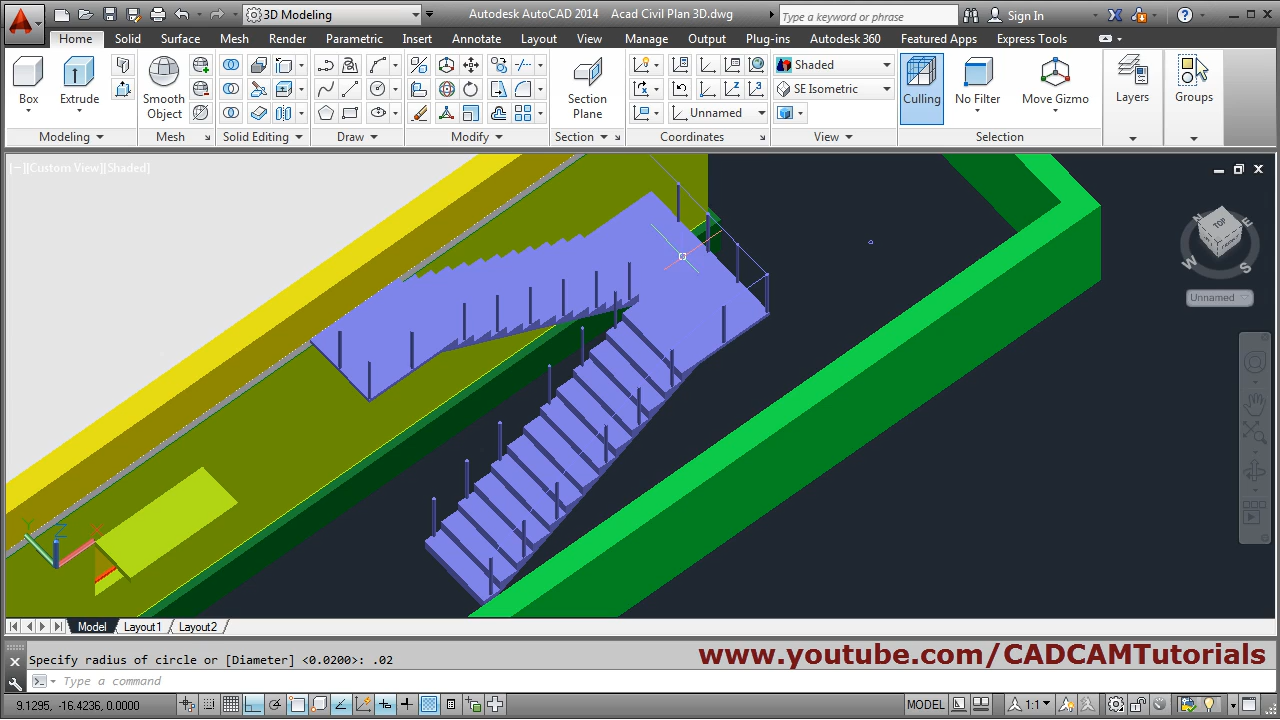 3D Modeling
Autodesk AutoCAD 2014 Acad Civil Plan 3D.dwg
Type a keyword or phrase
Sign In
Home Solid Surface Mesh Render Parametric Insert Annotate Layout View Manage Output Plug-ins Autodesk 360 Featured Apps Express Tools
Box
Extrude
Smooth Object
Section Plane
Unnamed
Shaded
SE Isometric
Culling
No Filter
Move Gizmo
Layers
Groups
Modeling Mesh Solid Editing Draw Modify Section Coordinates View Selection
[−][Custom View][Shaded]
TOP
N
E
W
S
Unnamed
Y
Z
X
Model Layout1 Layout2
Specify radius of circle or [Diameter] <0.0200>: .02
www.youtube.com/CADCAMTutorials
Type a command
9.1295, -16.4236, 0.0000
MODEL
1:1